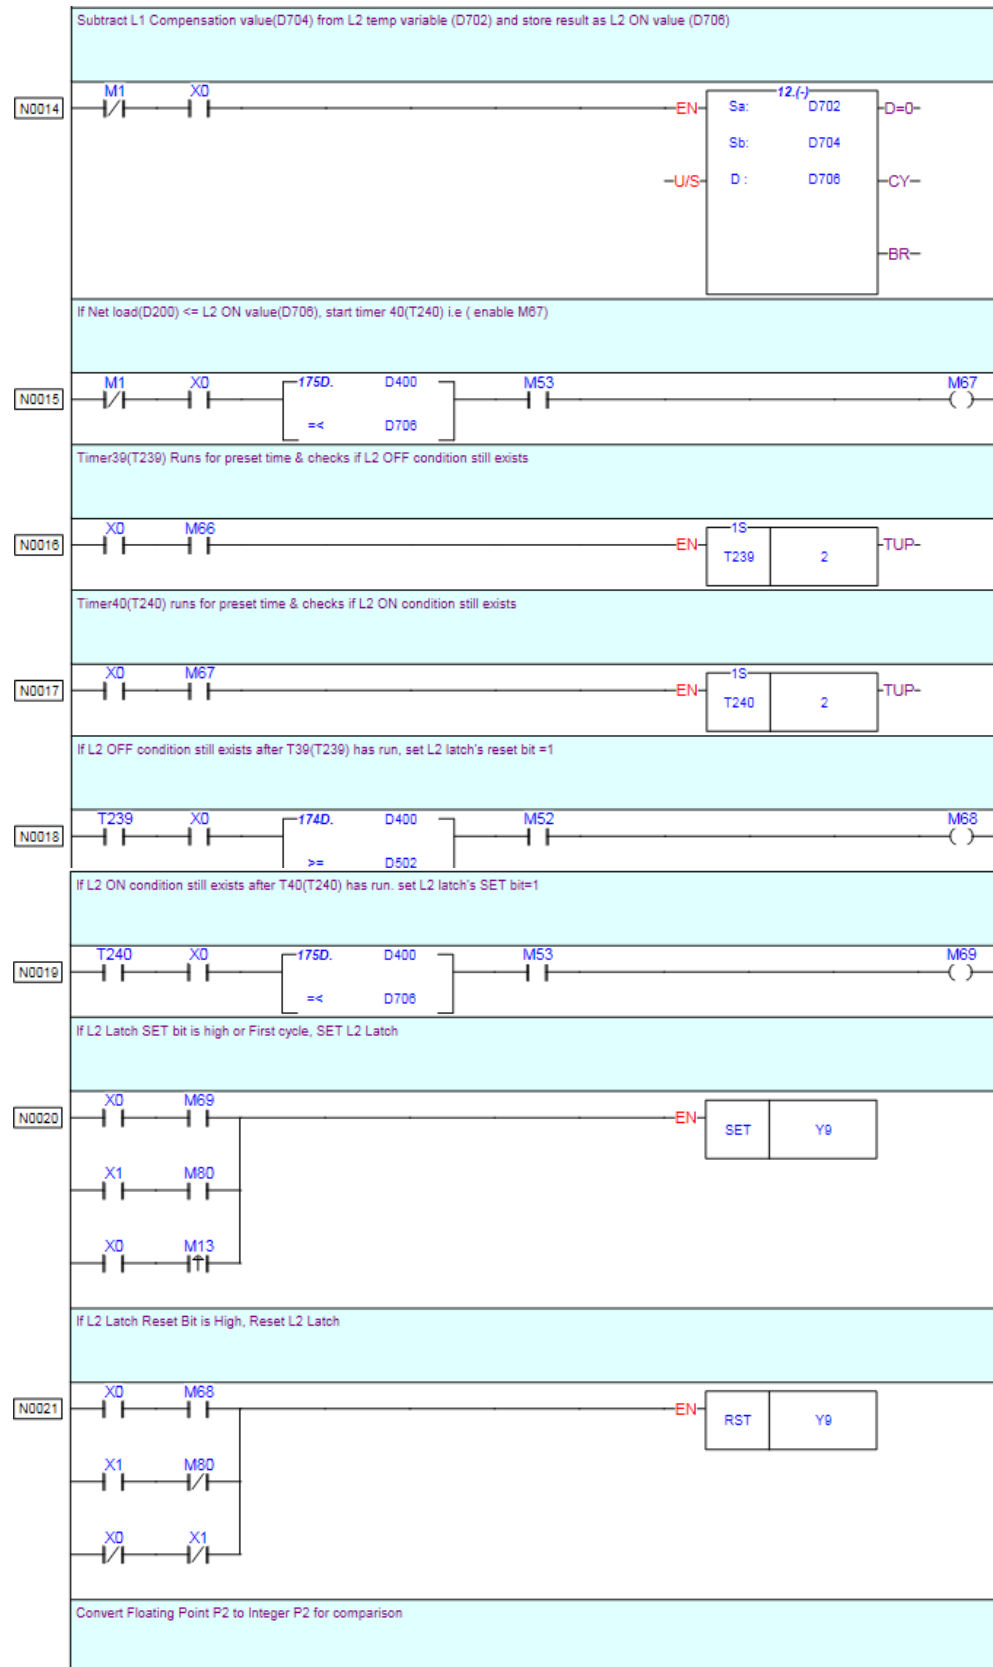 Subtract L1 Compensation value(D704) from L2 temp variable (D702) and store result as L2 ON value (D706)
N0014 M1 X0 EN 12.(-) Sa: D702 D=0
Sb: D704
U/S D : D706 CY
BR
If Net load(D200) <= L2 ON value(D706), start timer 40(T240) i.e ( enable M67)
N0015 M1 X0 175D. D400 M53 M67
=< D706
Timer39(T239) Runs for preset time & checks if L2 OFF condition still exists
N0016 X0 M66 EN 1S T239 2 TUP
Timer40(T240) runs for preset time & checks if L2 ON condition still exists
N0017 X0 M67 EN 1S T240 2 TUP
If L2 OFF condition still exists after T39(T239) has run, set L2 latch's reset bit =1
N0018 T239 X0 174D. D400 M52 M68
>= D502
If L2 ON condition still exists after T40(T240) has run. set L2 latch's SET bit=1
N0019 T240 X0 175D. D400 M53 M69
=< D706
If L2 Latch SET bit is high or First cycle, SET L2 Latch
N0020 X0 M69 EN SET Y9
X1 M80
X0 M13
If L2 Latch Reset Bit is High, Reset L2 Latch
N0021 X0 M68 EN RST Y9
X1 M80
X0 X1
Convert Floating Point P2 to Integer P2 for comparison